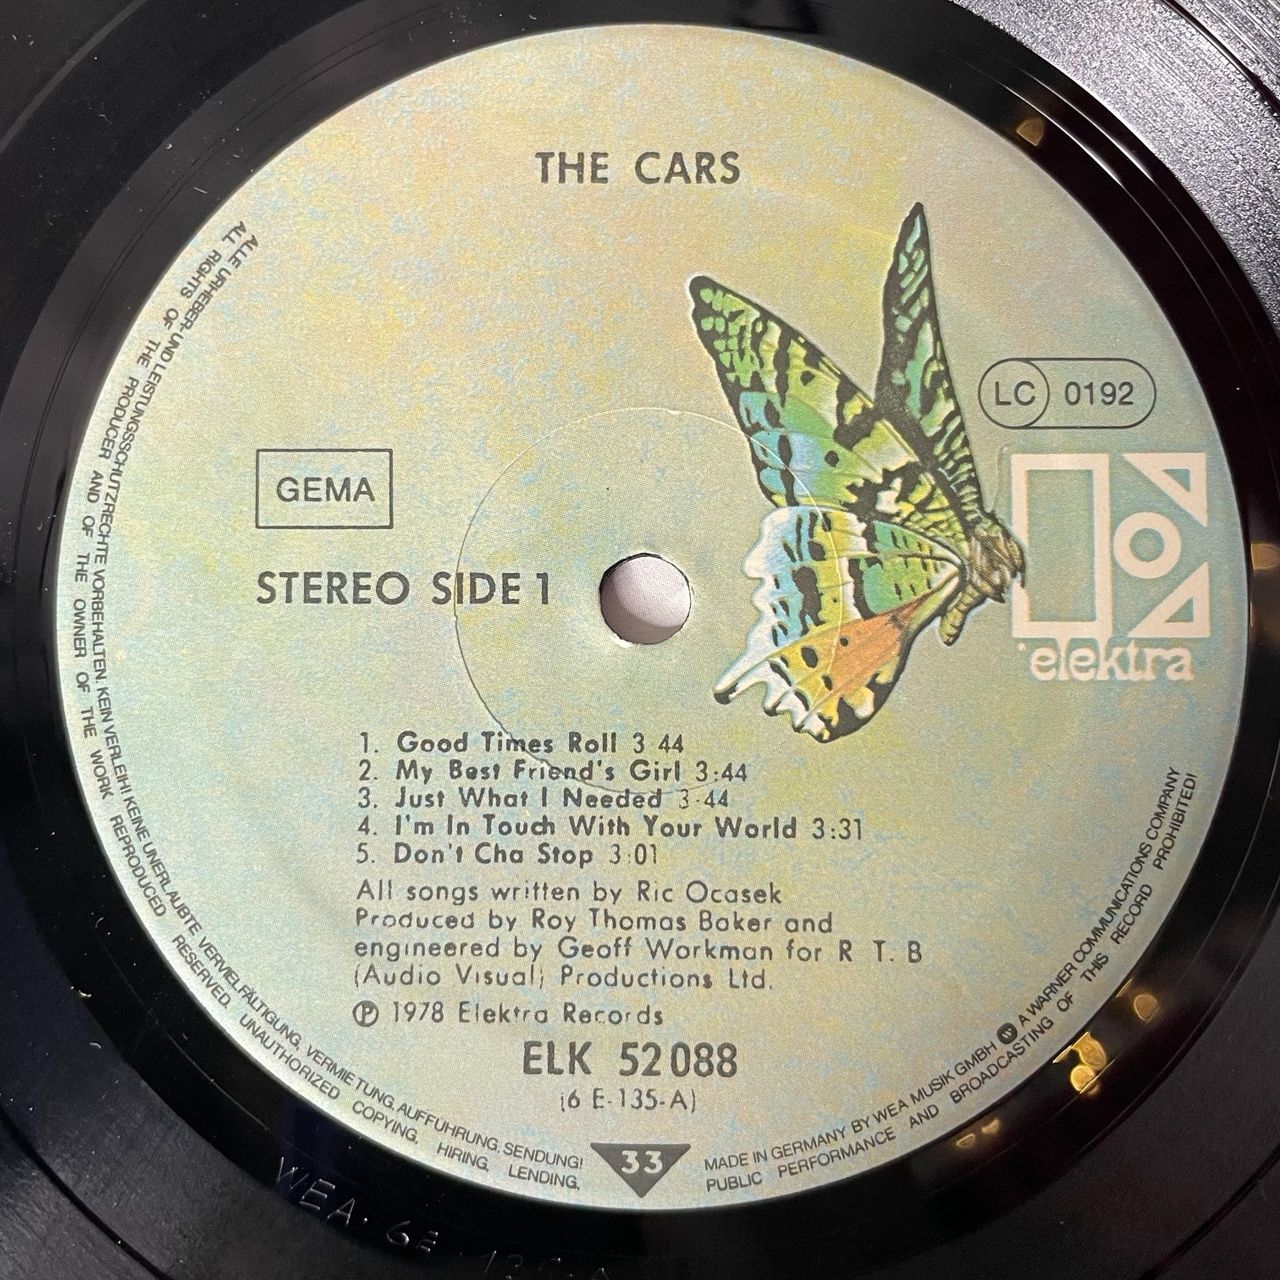 THE CARS
LC 0192
GEMA
STEREO SIDE 1
elektra
1. Good Times Roll 3 44
2. My Best Friend's Girl 3:44
3. Just What I Needed 3·44
4. I'm In Touch With Your World 3:31
5. Don't Cha Stop 3:01
All songs written by Ric Ocasek
Produced by Roy Thomas Baker and
engineered by Geoff Workman for R T. B
(Audio Visual) Productions Ltd.
Ⓟ 1978 Elektra Records
ELK 52 088
(6 E-135-A)
33
ALLE URHEBER- UND LEISTUNGSSCHUTZRECHTE VORBEHALTEN. KEIN VERLEIH! KEINE UNERLAUBTE VERVIELFÄLTIGUNG, VERMIETUNG, AUFFÜHRUNG, SENDUNG!
ALL RIGHTS OF THE PRODUCER AND OF THE OWNER OF THE WORK REPRODUCED RESERVED. UNAUTHORIZED COPYING, HIRING, LENDING,
MADE IN GERMANY BY WEA MUSIK GMBH A WARNER COMMUNICATIONS COMPANY
PUBLIC PERFORMANCE AND BROADCASTING OF THIS RECORD PROHIBITED!
WEA · 6E